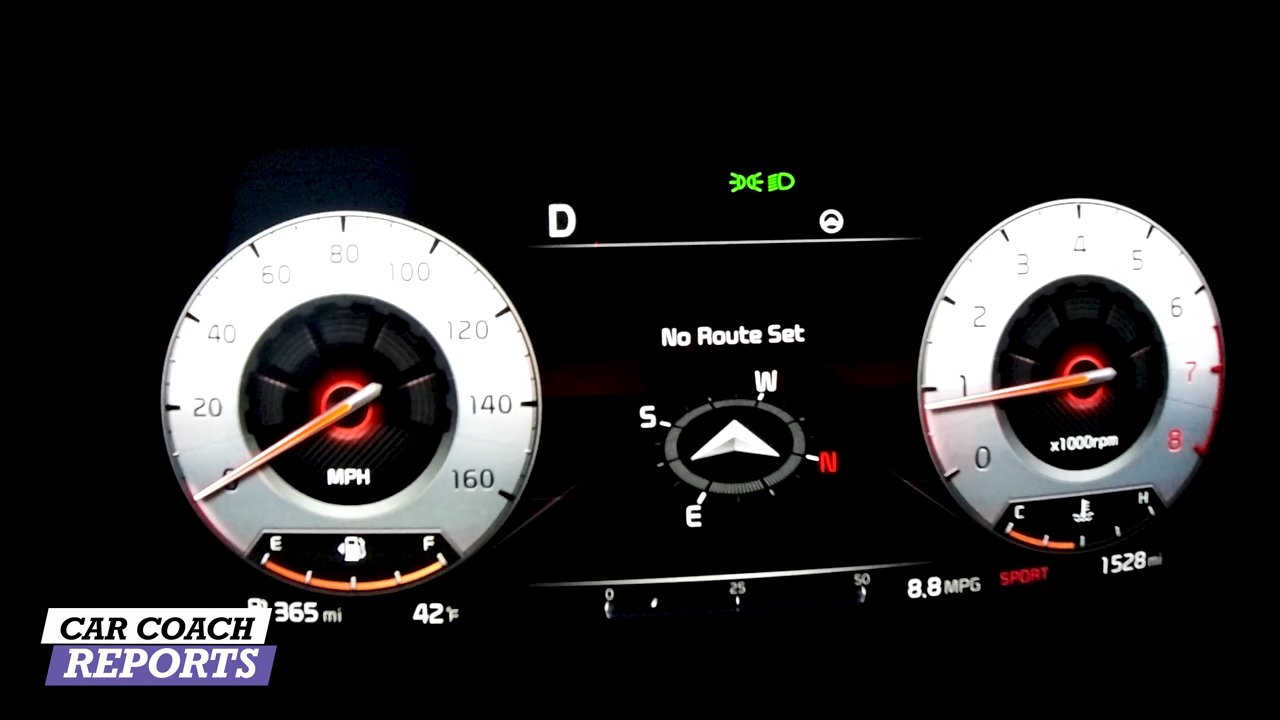 D
80
60
100
40
120
20
140
0
160
MPH
E
F
365 mi
42°F
No Route Set
W
S
N
E
0
25
50
8.8 MPG
SPORT
4
3
5
2
6
1
7
0
8
x1000rpm
C
H
1528 mi
CAR COACH
REPORTS